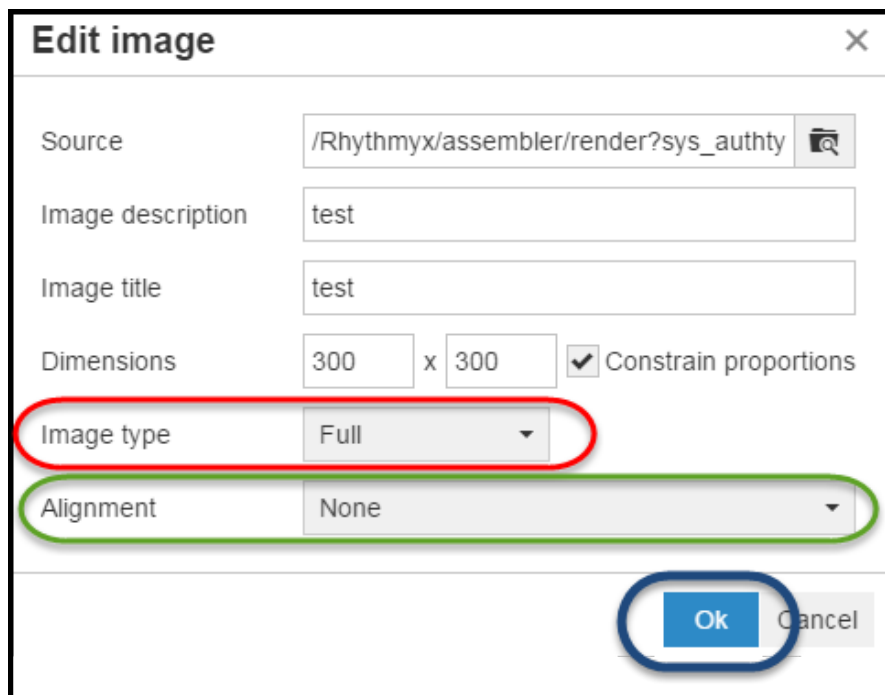 Edit image
Source /Rhythmyx/assembler/render?sys_authty
Image description test
Image title test
Dimensions 300 x 300 Constrain proportions
Image type Full
Alignment None
Ok Cancel